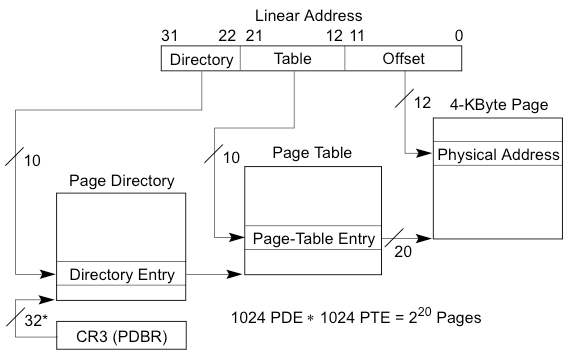 Linear Address
31 22 21 12 11 0
Directory Table Offset
12 4-KByte Page
10 10 Page Table Physical Address
Page Directory
Page-Table Entry 20
Directory Entry
32*
CR3 (PDBR)
1024 PDE * 1024 PTE = 2^20 Pages